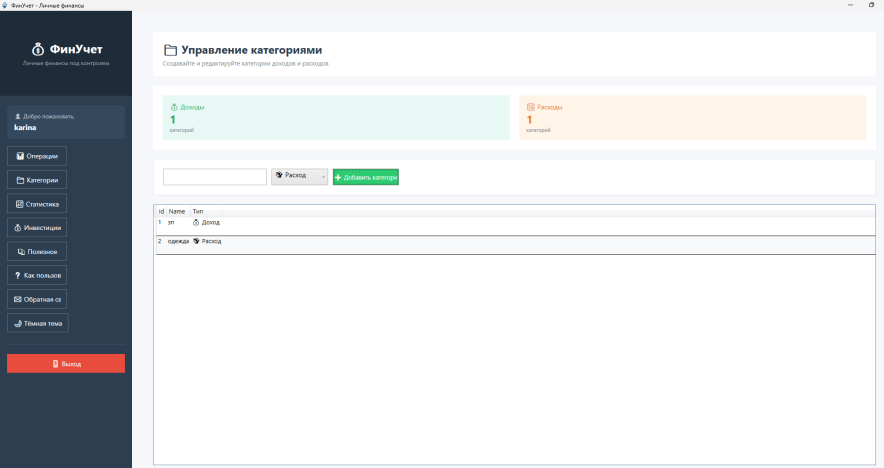 ФинУчет - Личные финансы
ФинУчет
Личные финансы под контролем
Добро пожаловать,
karina
Операции
Категории
Статистика
Инвестиции
Полезное
? Как пользов
Обратная св
Тёмная тема
Выход
Управление категориями
Создавайте и редактируйте категории доходов и расходов
Доходы
1
категорий
Расходы
1
категорий
Расход
+ Добавить категори
Id Name Тип
1 зп Доход
2 одежда Расход